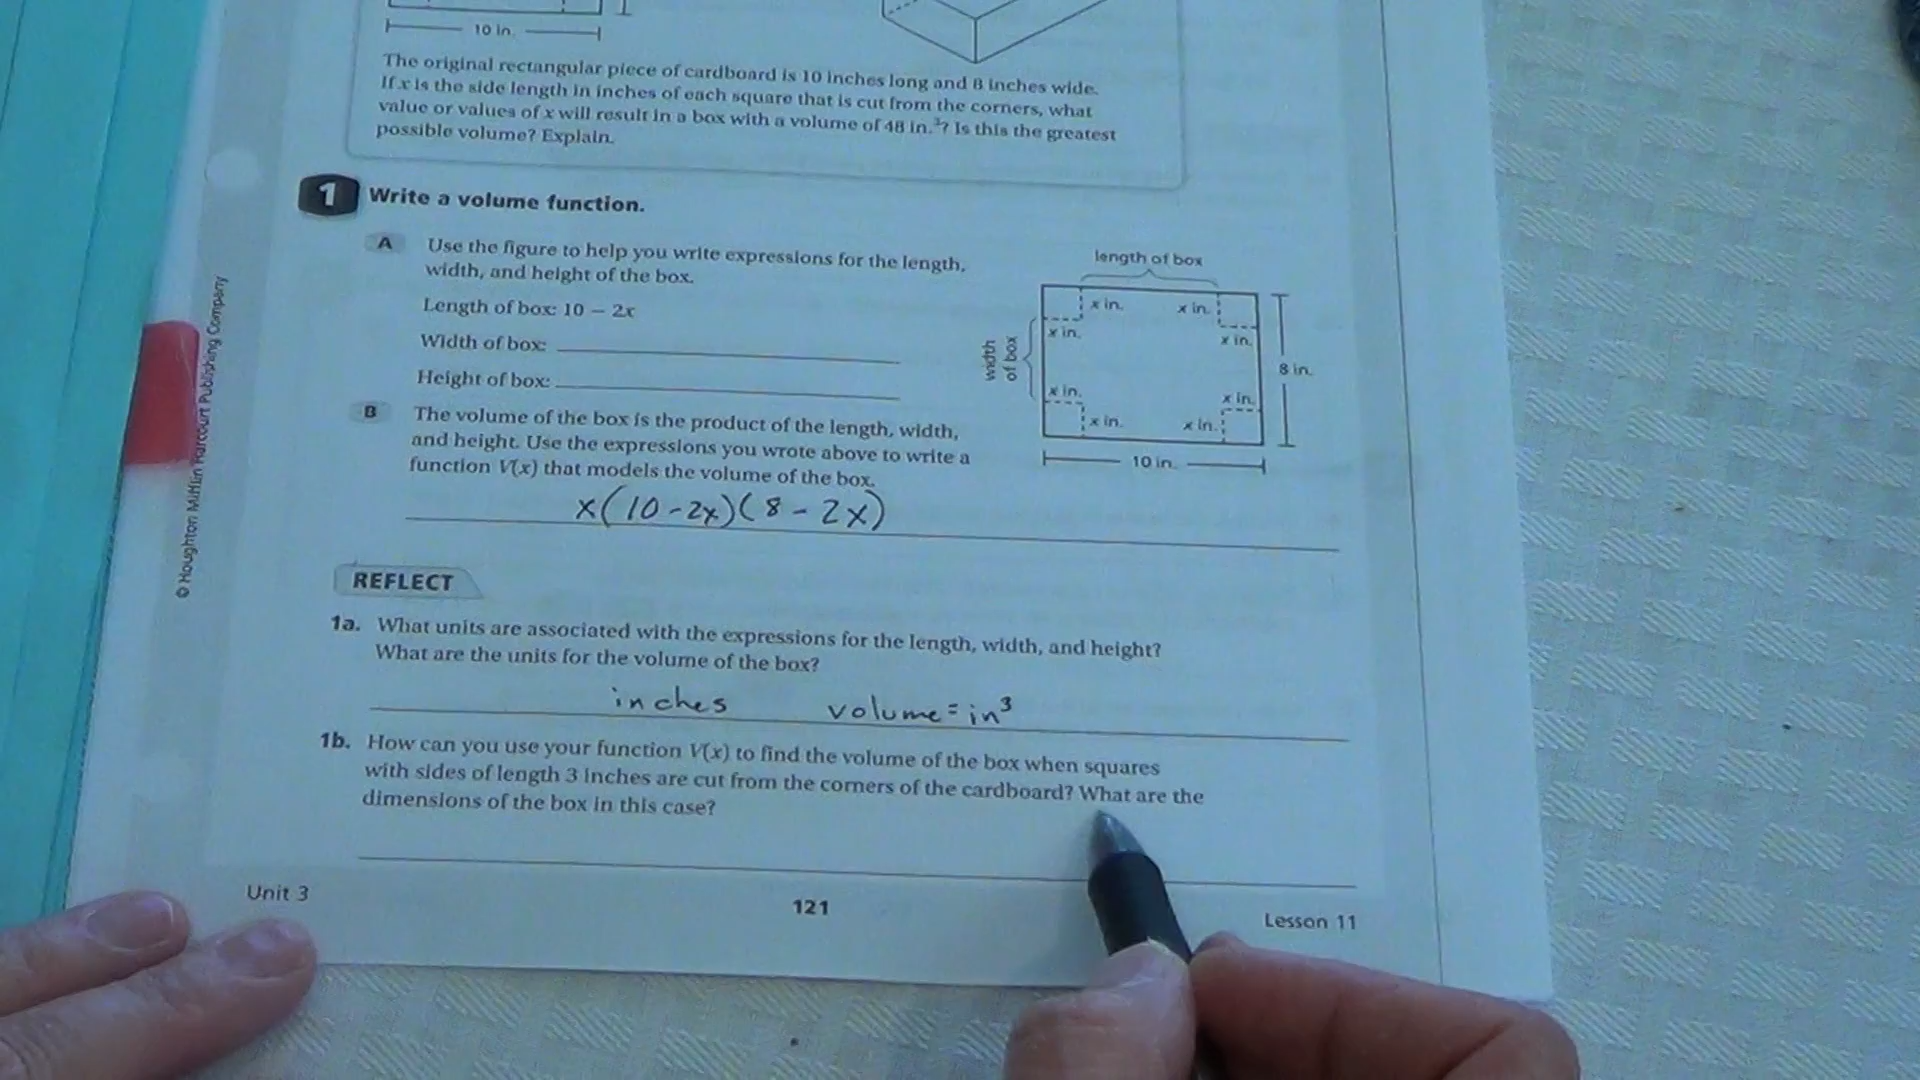 10 in.
The original rectangular piece of cardboard is 10 inches long and 8 inches wide.
If x is the side length in inches of each square that is cut from the corners, what
value or values of x will result in a box with a volume of 48 in.³? Is this the greatest
possible volume? Explain.
1 Write a volume function.
A Use the figure to help you write expressions for the length,
width, and height of the box.
Length of box: 10 – 2x
Width of box:
Height of box:
B The volume of the box is the product of the length, width,
and height. Use the expressions you wrote above to write a
function V(x) that models the volume of the box.
x(10-2x)(8-2x)
length of box
x in. x in.
x in. x in.
width
of box
8 in.
x in. x in.
x in. x in.
10 in.
REFLECT
1a. What units are associated with the expressions for the length, width, and height?
What are the units for the volume of the box?
inches volume=in³
1b. How can you use your function V(x) to find the volume of the box when squares
with sides of length 3 inches are cut from the corners of the cardboard? What are the
dimensions of the box in this case?
Unit 3 121 Lesson 11
© Houghton Mifflin Harcourt Publishing Company